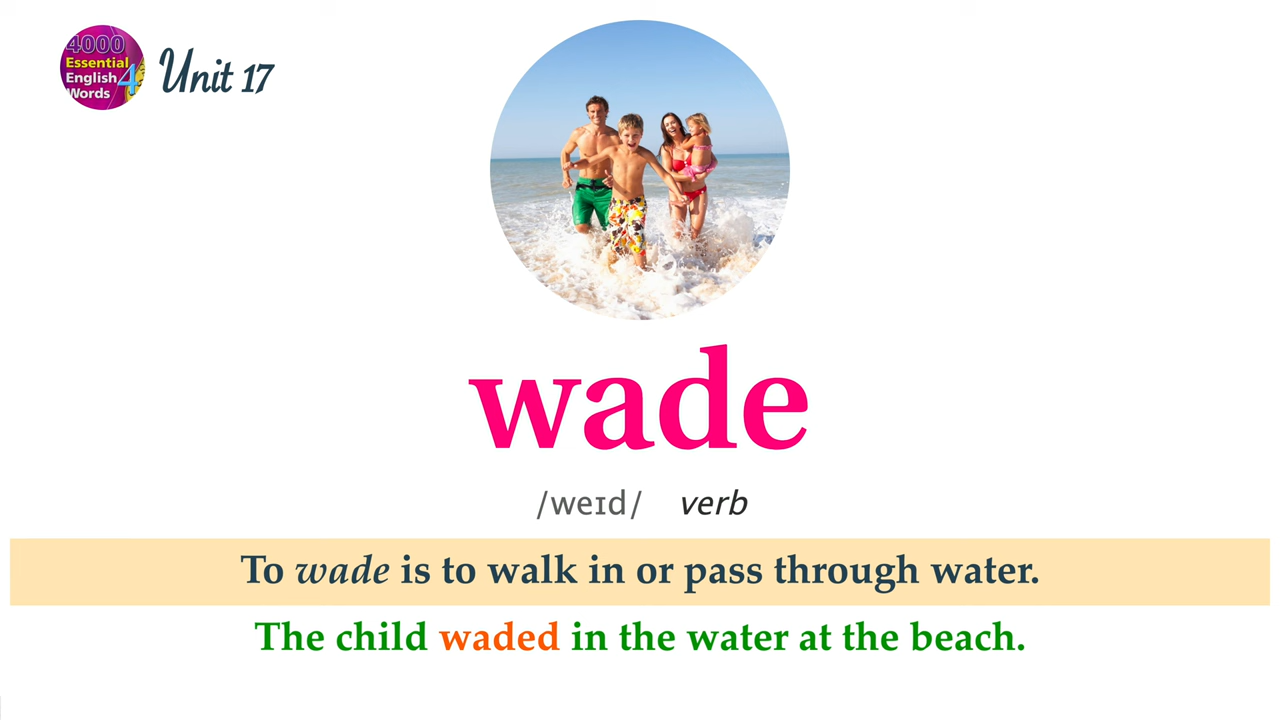 4000
Essential
English
Words 4
Unit 17
wade
/weɪd/ verb
To wade is to walk in or pass through water.
The child waded in the water at the beach.